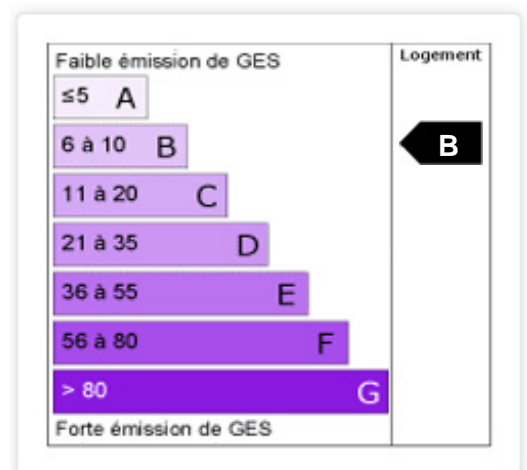 Faible émission de GES
Logement
≤5 A
6 à 10 B
B
11 à 20 C
21 à 35 D
36 à 55 E
56 à 80 F
> 80 G
Forte émission de GES